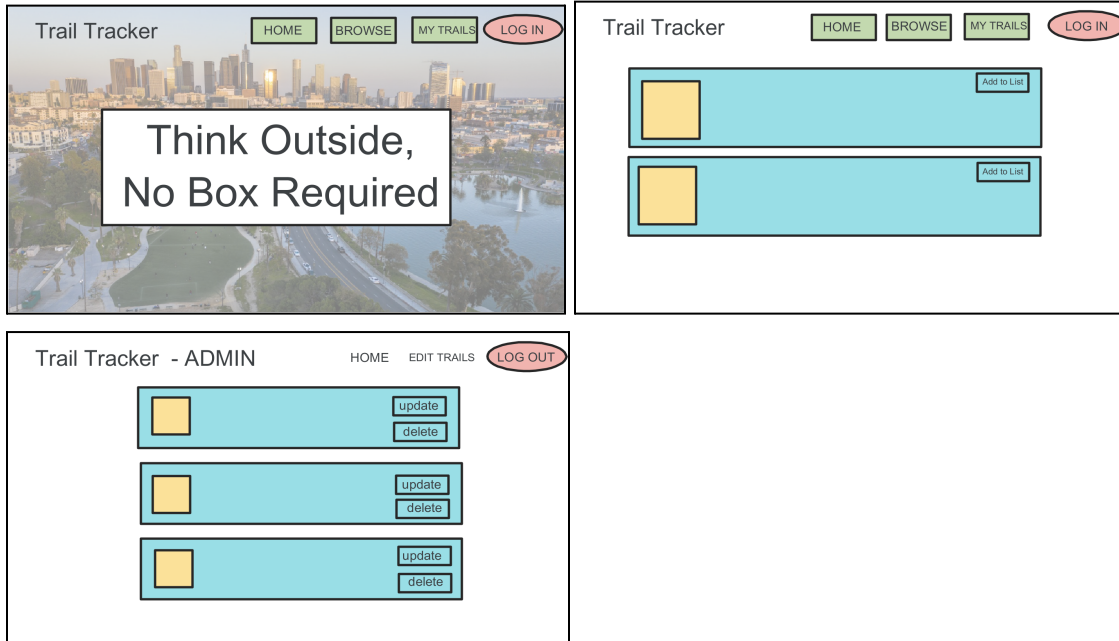 Trail Tracker
HOME
BROWSE
MY TRAILS
LOG IN
Think Outside,
No Box Required
Trail Tracker
HOME
BROWSE
MY TRAILS
LOG IN
Add to List
Add to List
Trail Tracker - ADMIN
HOME
EDIT TRAILS
LOG OUT
update
delete
update
delete
update
delete